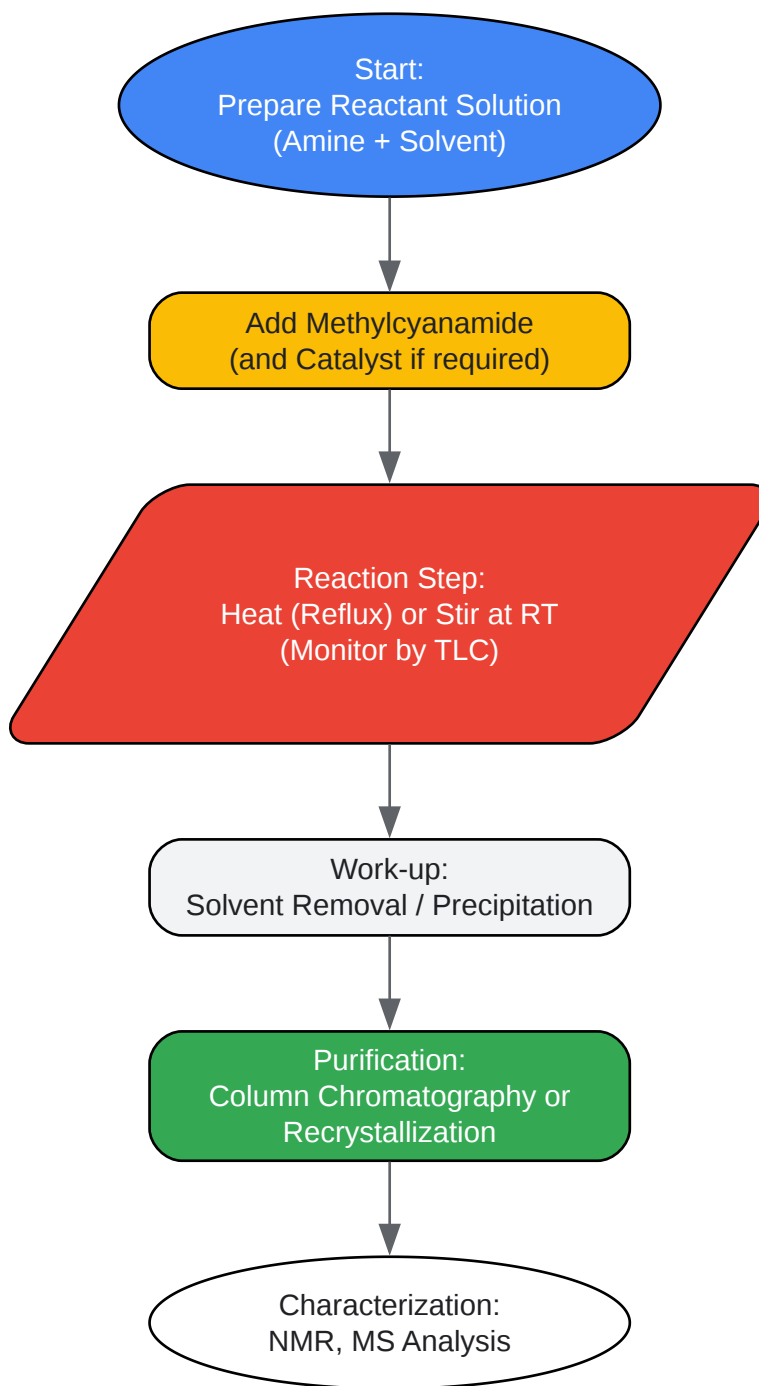 Start:
Prepare Reactant Solution
(Amine + Solvent)
Add Methylcyanamide
(and Catalyst if required)
Reaction Step:
Heat (Reflux) or Stir at RT
(Monitor by TLC)
Work-up:
Solvent Removal / Precipitation
Purification:
Column Chromatography or
Recrystallization
Characterization:
NMR, MS Analysis